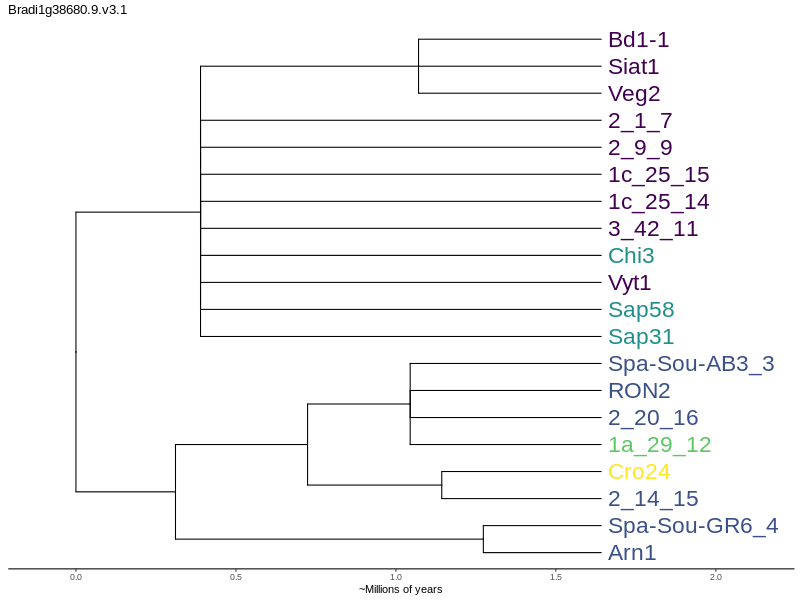 Bradi1g38680.9.v3.1
Bd1-1
Siat1
Veg2
2_1_7
2_9_9
1c_25_15
1c_25_14
3_42_11
Chi3
Vyt1
Sap58
Sap31
Spa-Sou-AB3_3
RON2
2_20_16
1a_29_12
Cro24
2_14_15
Spa-Sou-GR6_4
Arn1
0.0 0.5 1.0 1.5 2.0
~Millions of years